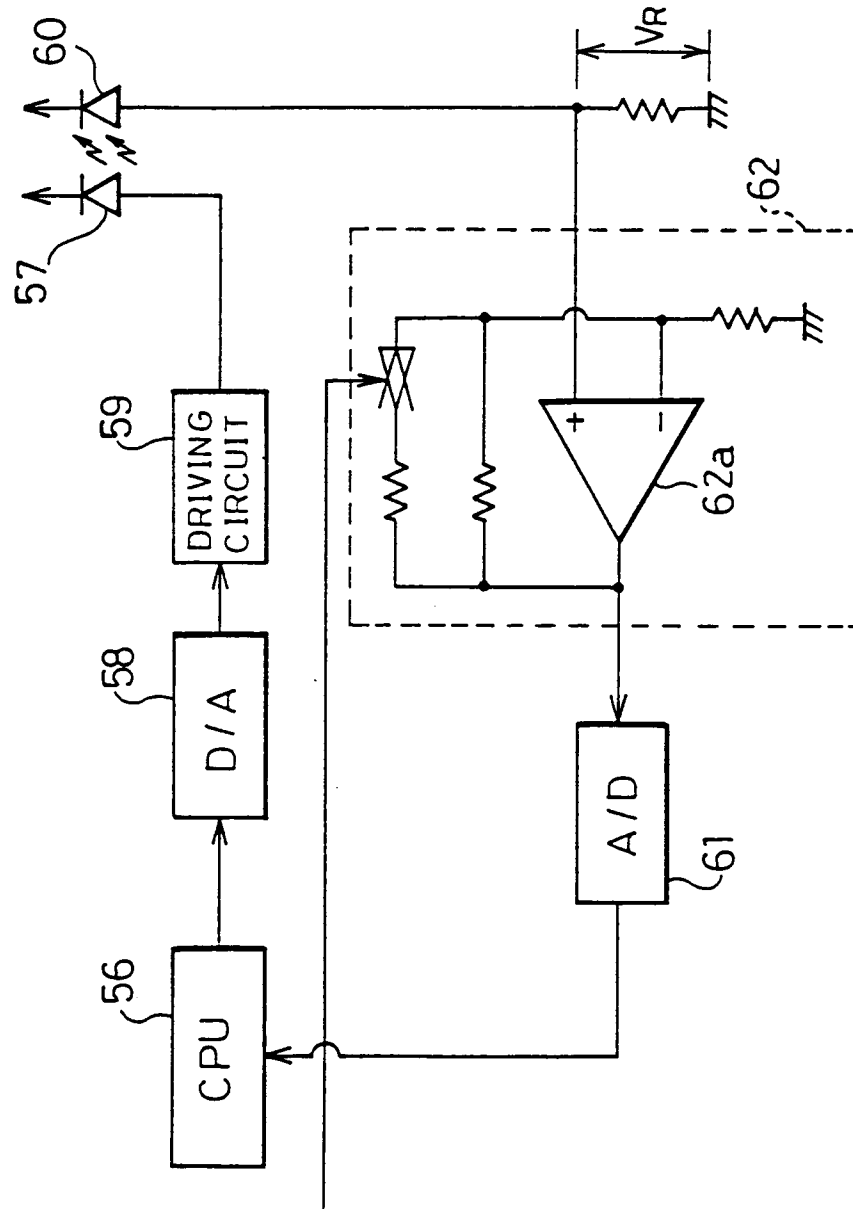 56
CPU
58
D/A
59
DRIVING
CIRCUIT
57
60
VR
62
+
−
62a
61
A/D